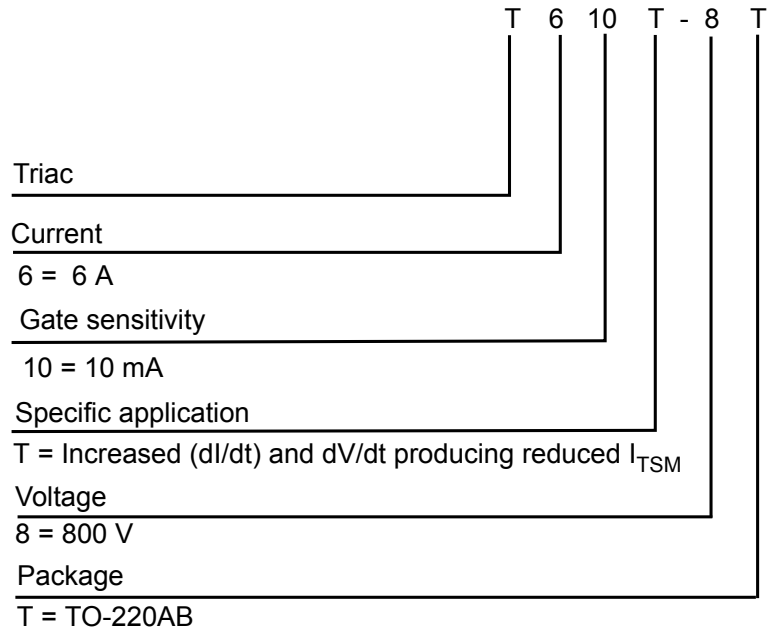 T 6 10 T - 8 T
Triac
Current
6 = 6 A
Gate sensitivity
10 = 10 mA
Specific application
T = Increased (dI/dt) and dV/dt producing reduced ITSM
Voltage
8 = 800 V
Package
T = TO-220AB